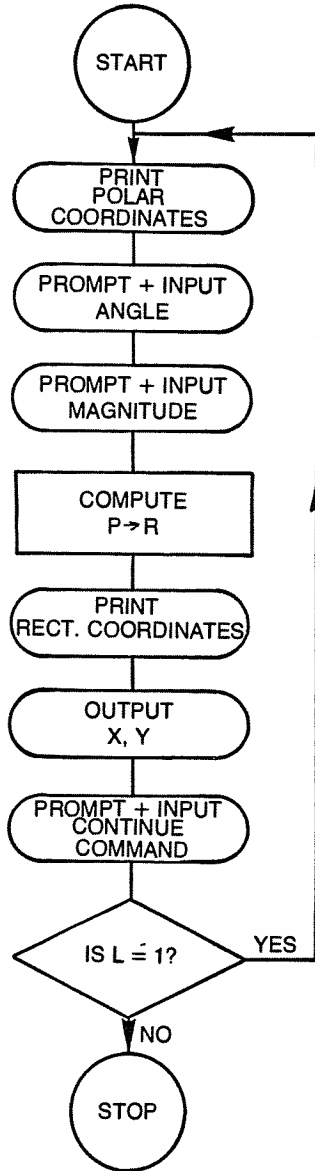 START
PRINT
POLAR
COORDINATES
PROMPT + INPUT
ANGLE
PROMPT + INPUT
MAGNITUDE
COMPUTE
P→R
PRINT
RECT. COORDINATES
OUTPUT
X, Y
PROMPT + INPUT
CONTINUE
COMMAND
IS L = 1?
YES
NO
STOP